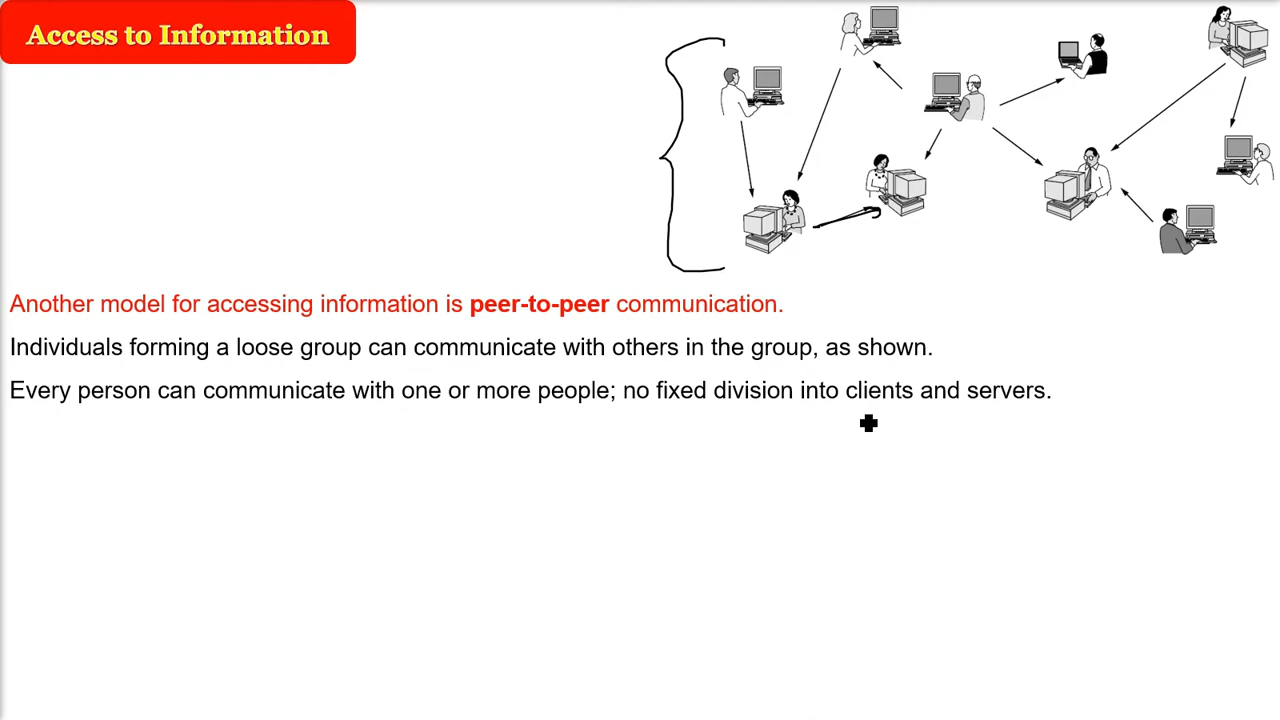 Access to Information
Another model for accessing information is peer-to-peer communication.
Individuals forming a loose group can communicate with others in the group, as shown.
Every person can communicate with one or more people; no fixed division into clients and servers.